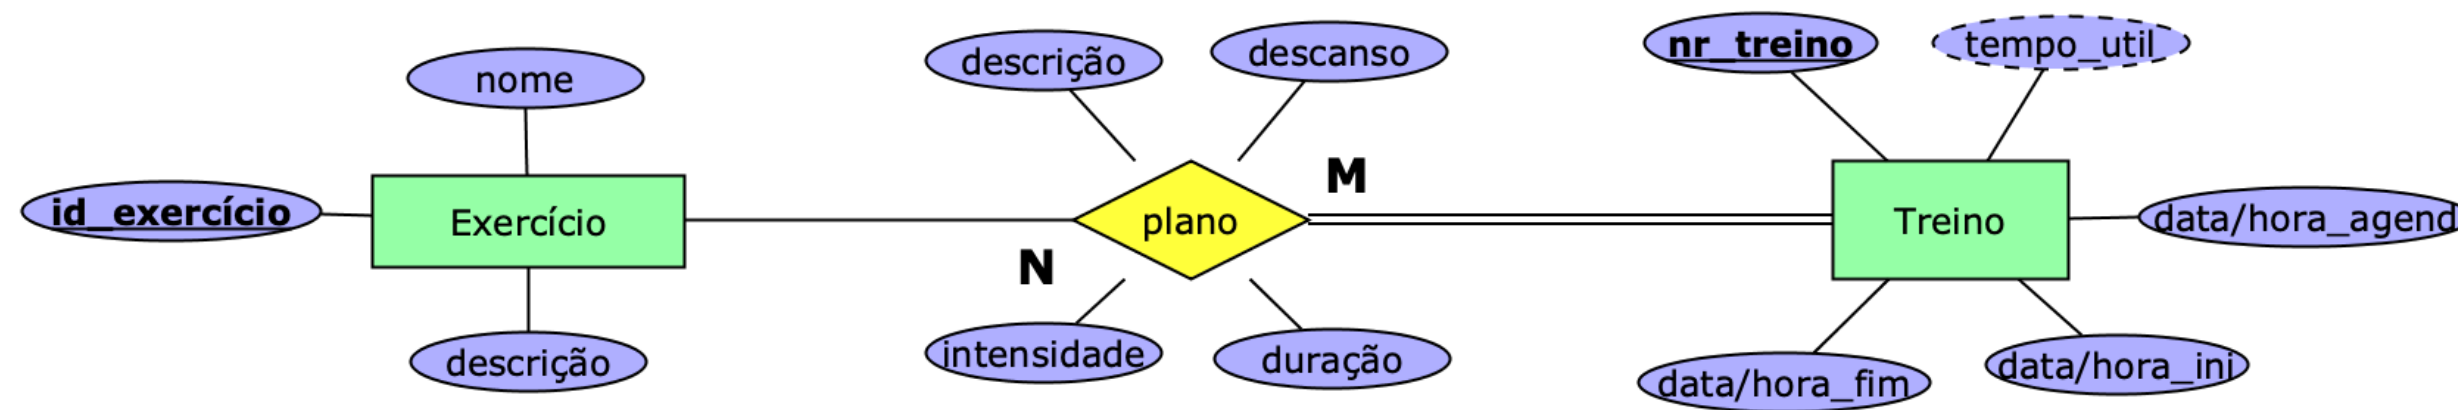 nome
id_exercício
Exercício
descrição
descrição
descanso
plano
N
M
intensidade
duração
nr_treino
tempo_util
Treino
data/hora_agend
data/hora_fim
data/hora_ini